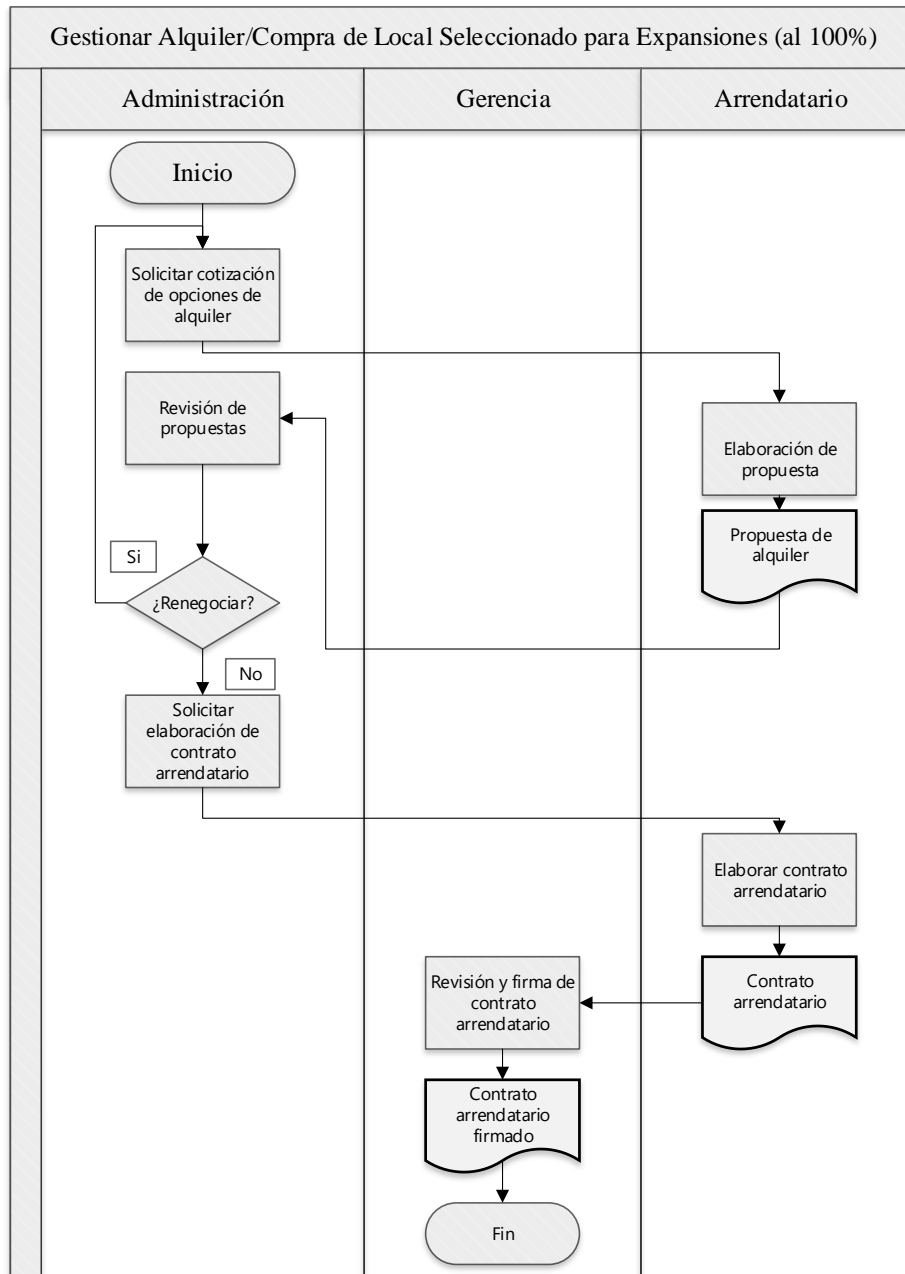 Gestionar Alquiler/Compra de Local Seleccionado para Expansiones (al 100%)
Administración
Gerencia
Arrendatario
Inicio
Solicitar cotización
de opciones de
alquiler
Revisión de
propuestas
Elaboración de
propuesta
Propuesta de
alquiler
Si
¿Renegociar?
No
Solicitar
elaboración de
contrato
arrendatario
Elaborar contrato
arrendatario
Contrato
arrendatario
Revisión y firma de
contrato
arrendatario
Contrato
arrendatario
firmado
Fin